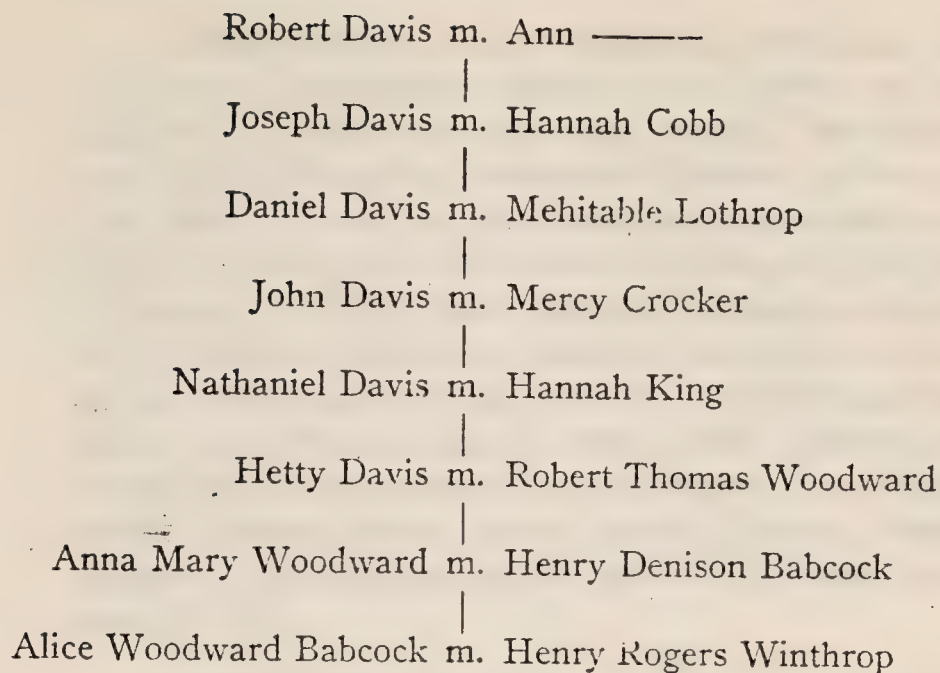 Robert Davis m. Ann ———
Joseph Davis m. Hannah Cobb
Daniel Davis m. Mehitable Lothrop
John Davis m. Mercy Crocker
Nathaniel Davis m. Hannah King
Hetty Davis m. Robert Thomas Woodward
Anna Mary Woodward m. Henry Denison Babcock
Alice Woodward Babcock m. Henry Rogers Winthrop